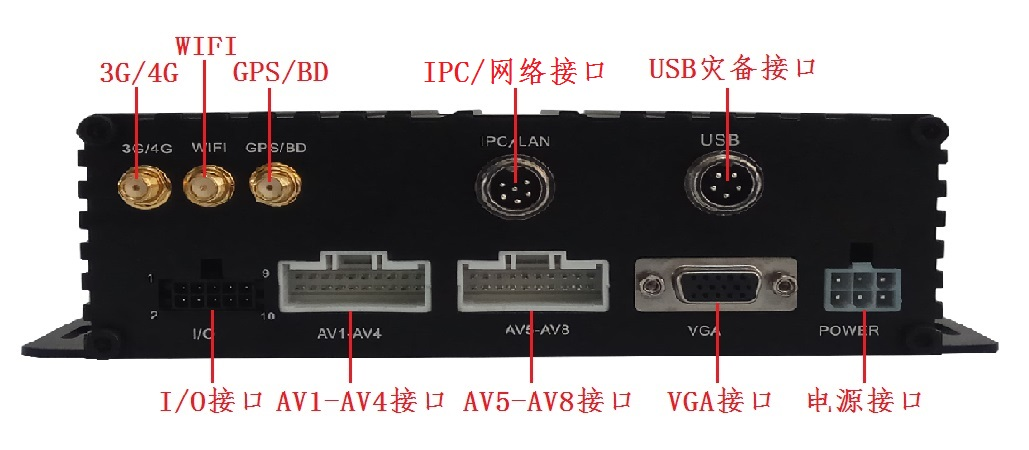 WIFI
3G/4G GPS/BD IPC/网络接口 USB灾备接口
3G/4G WIFI GPS/BD IPC/LAN USB
1 9
2 10
I/O AV1-AV4 AV5-AV8 VGA POWER
I/O接口 AV1-AV4接口 AV5-AV8接口 VGA接口 电源接口